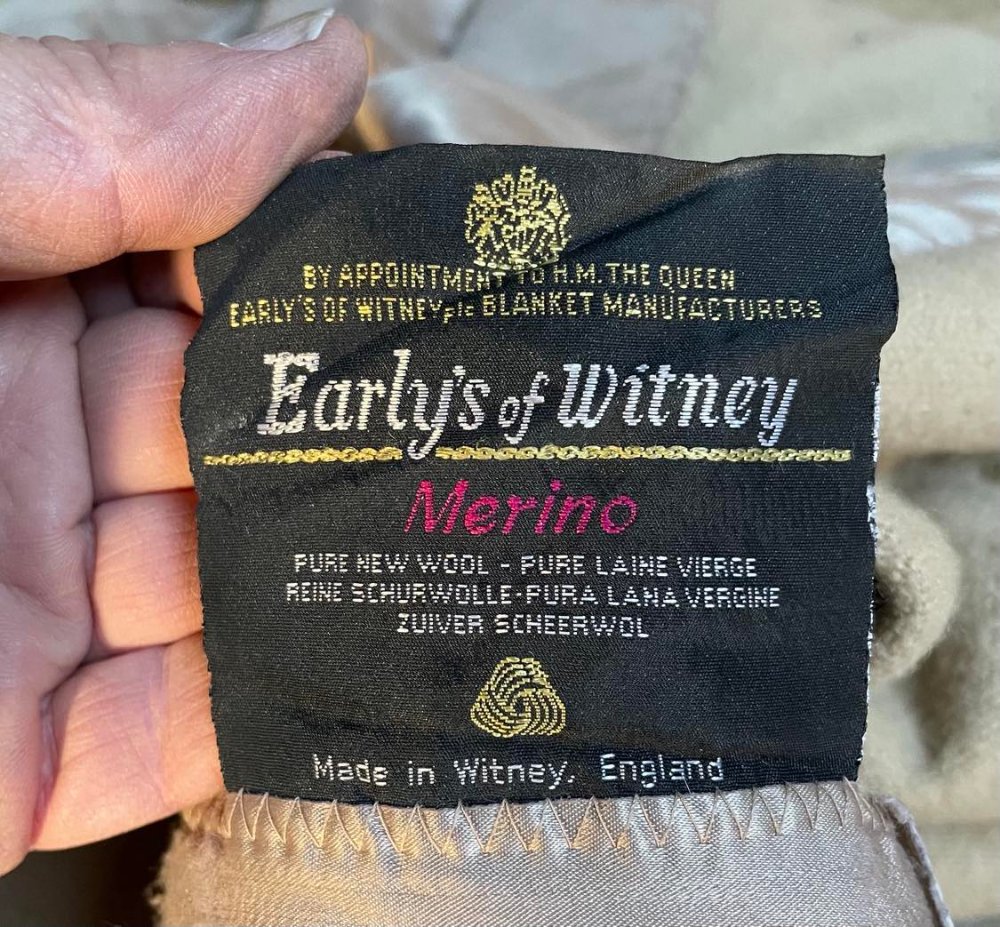 BY APPOINTMENT TO H.M. THE QUEEN
EARLY'S OF WITNEY plc BLANKET MANUFACTURERS
Early's of Witney
Merino
PURE NEW WOOL - PURE LAINE VIERGE
REINE SCHURWOLLE-PURA LANA VERGINE
ZUIVER SCHEERWOL
Made in Witney, England